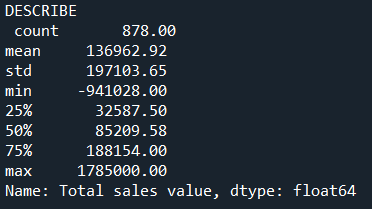 DESCRIBE
count 878.00
mean 136962.92
std 197103.65
min -941028.00
25% 32587.50
50% 85209.58
75% 188154.00
max 1785000.00
Name: Total sales value, dtype: float64